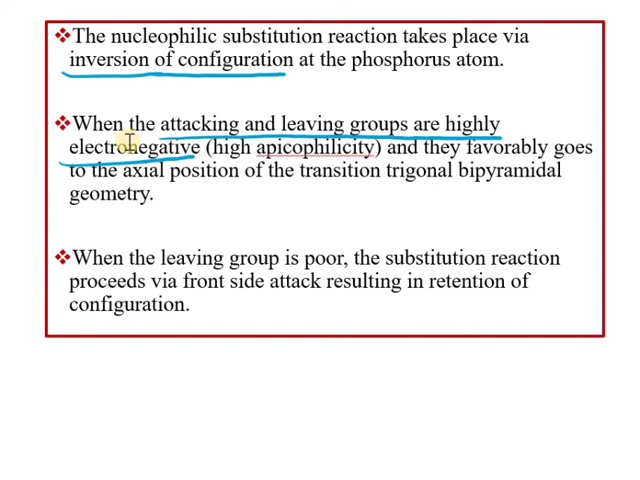 ❖The nucleophilic substitution reaction takes place via
inversion of configuration at the phosphorus atom.
❖When the attacking and leaving groups are highly
electronegative (high apicophilicity) and they favorably goes
to the axial position of the transition trigonal bipyramidal
geometry.
❖When the leaving group is poor, the substitution reaction
proceeds via front side attack resulting in retention of
configuration.